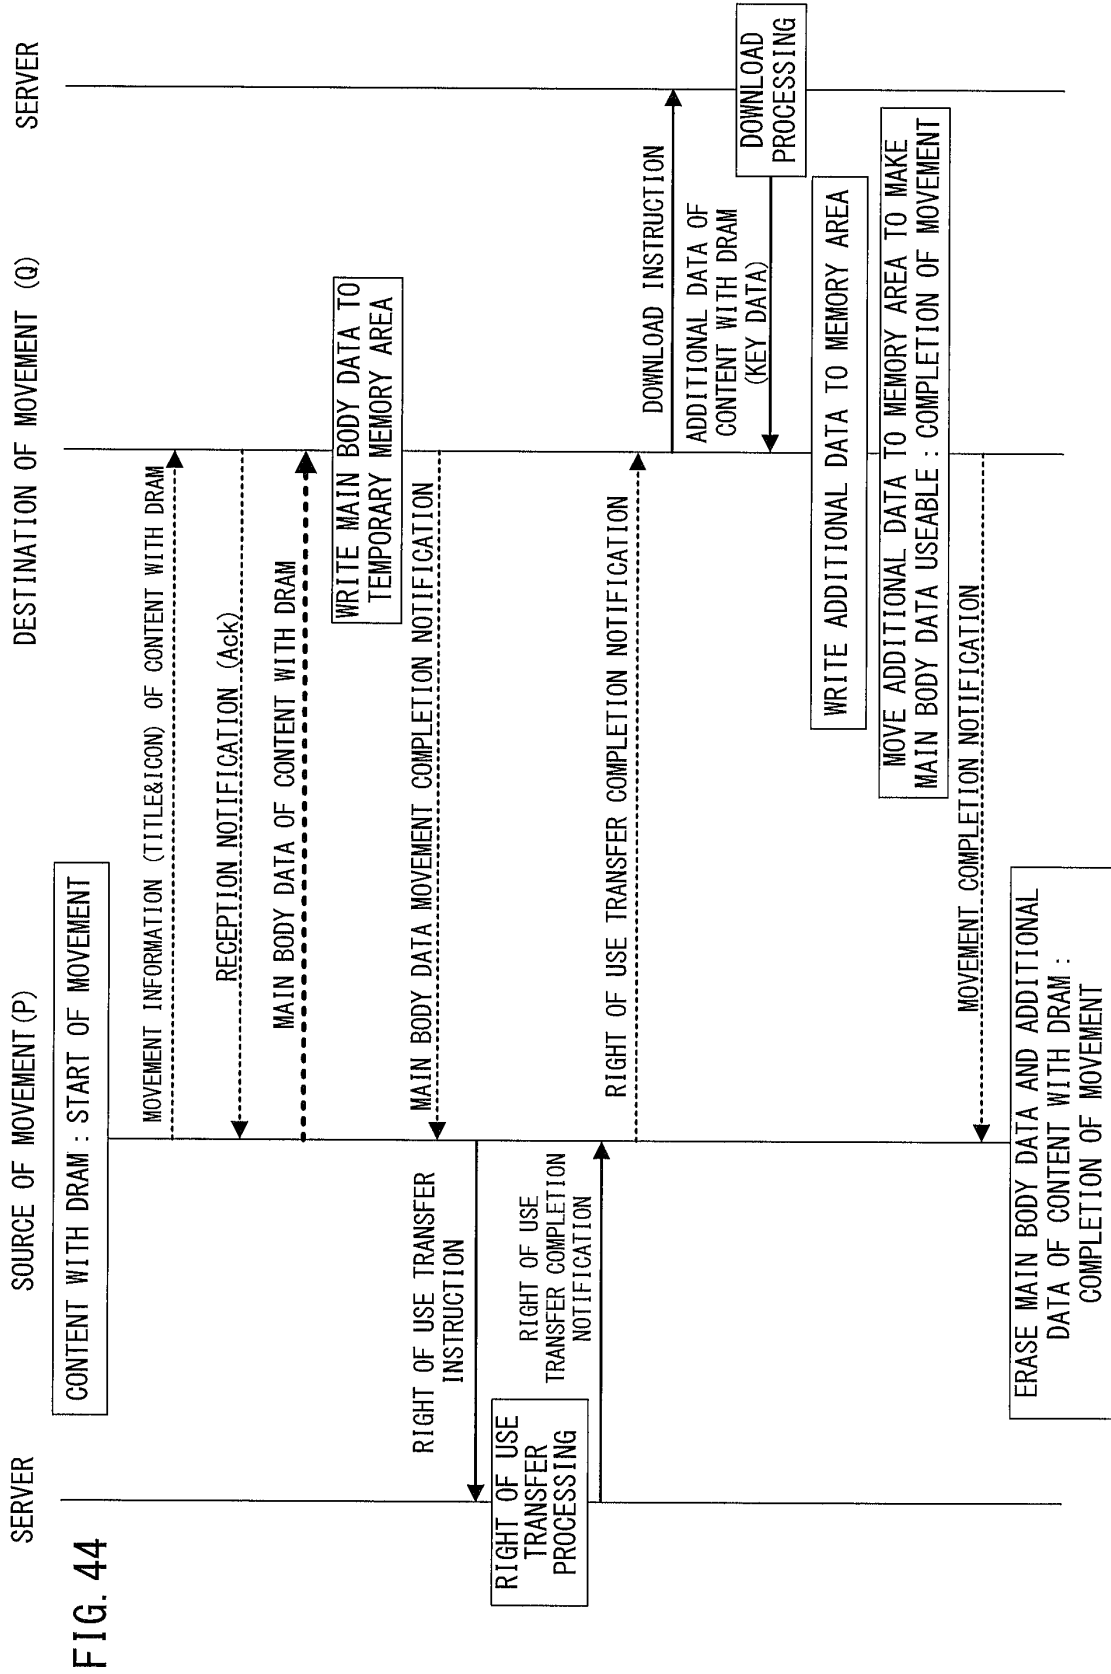 FIG. 44
SERVER
SOURCE OF MOVEMENT(P)
DESTINATION OF MOVEMENT (Q)
SERVER
CONTENT WITH DRAM : START OF MOVEMENT
MOVEMENT INFORMATION (TITLE&ICON) OF CONTENT WITH DRAM
RECEPTION NOTIFICATION (Ack)
MAIN BODY DATA OF CONTENT WITH DRAM
WRITE MAIN BODY DATA TO
TEMPORARY MEMORY AREA
MAIN BODY DATA MOVEMENT COMPLETION NOTIFICATION
RIGHT OF USE TRANSFER
INSTRUCTION
RIGHT OF USE
TRANSFER
PROCESSING
RIGHT OF USE
TRANSFER COMPLETION
NOTIFICATION
RIGHT OF USE TRANSFER COMPLETION NOTIFICATION
DOWNLOAD INSTRUCTION
ADDITIONAL DATA OF
CONTENT WITH DRAM
(KEY DATA)
DOWNLOAD
PROCESSING
WRITE ADDITIONAL DATA TO MEMORY AREA
MOVE ADDITIONAL DATA TO MEMORY AREA TO MAKE
MAIN BODY DATA USEABLE : COMPLETION OF MOVEMENT
MOVEMENT COMPLETION NOTIFICATION
ERASE MAIN BODY DATA AND ADDITIONAL
DATA OF CONTENT WITH DRAM :
COMPLETION OF MOVEMENT